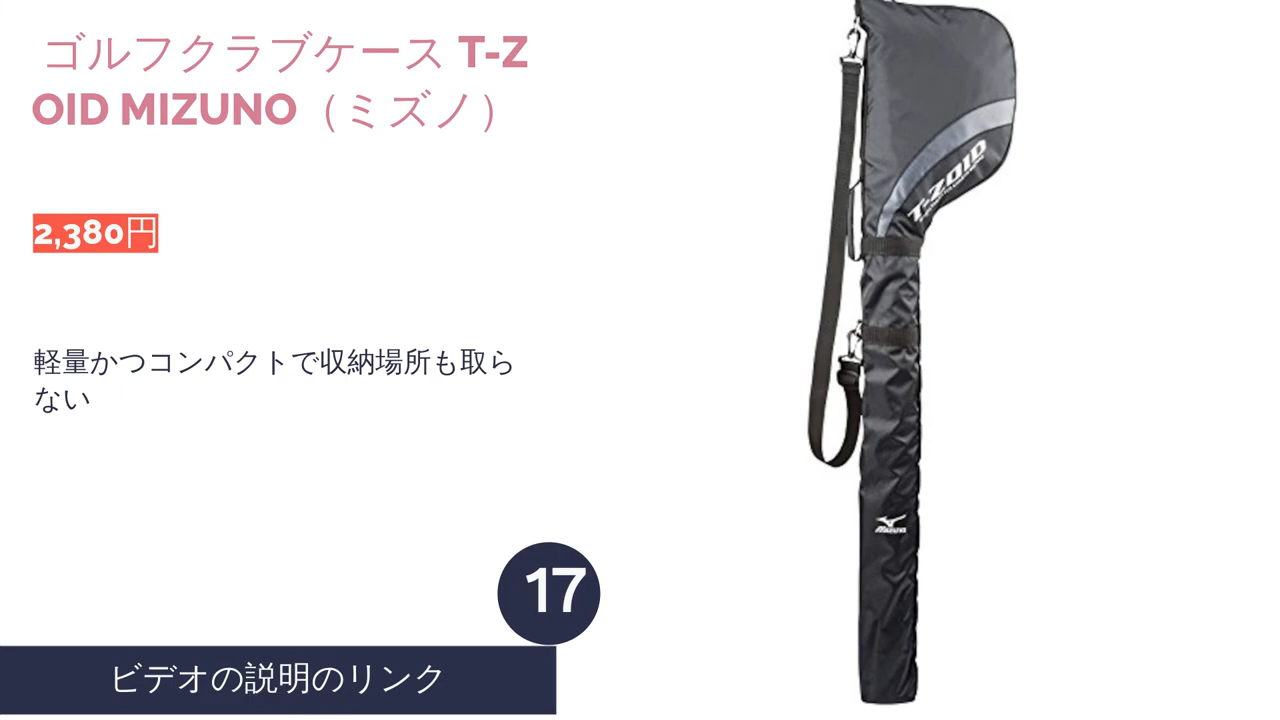 ゴルフクラブケース T-Z
OID MIZUNO（ミズノ）
2,380円
軽量かつコンパクトで収納場所も取ら
ない
17
ビデオの説明のリンク
T-ZOID
MIZUNO